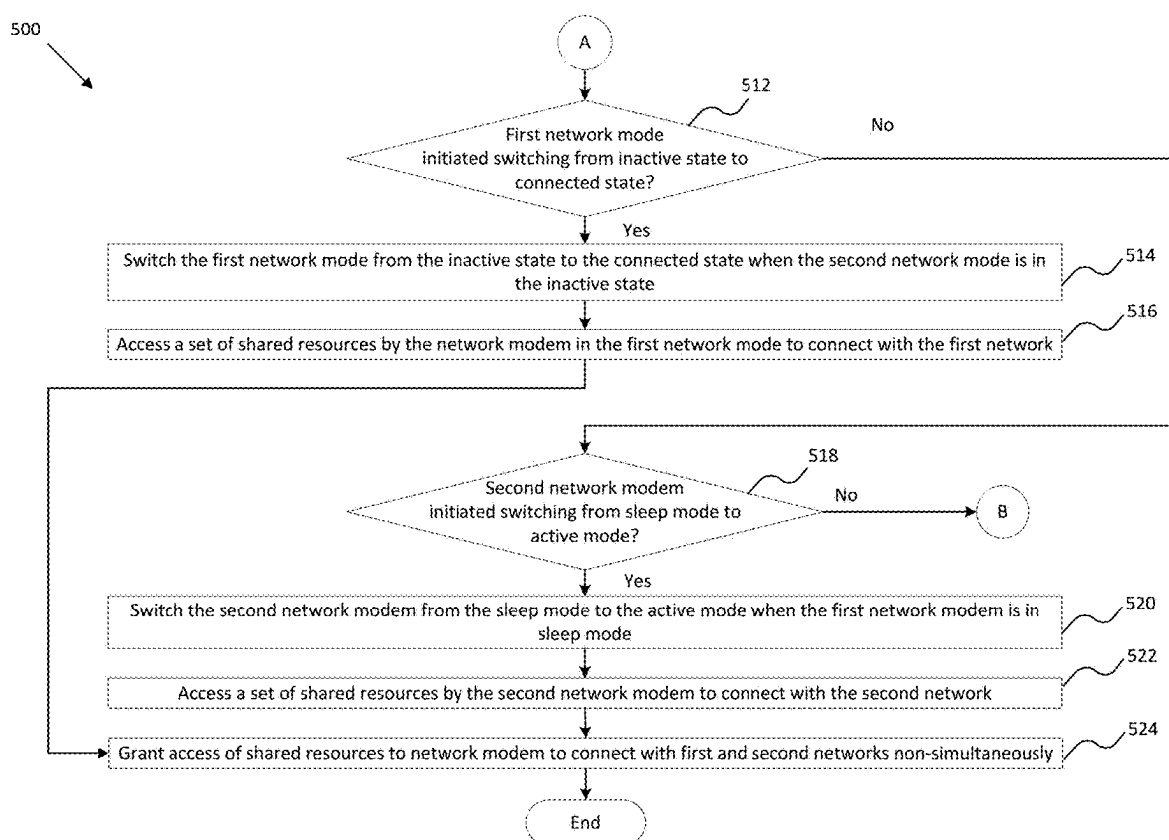 500
A
512
First network mode
initiated switching from inactive state to
connected state?
No
Yes
Switch the first network mode from the inactive state to the connected state when the second network mode is in
the inactive state
514
516
Access a set of shared resources by the network modem in the first network mode to connect with the first network
518
Second network modem
initiated switching from sleep mode to
active mode?
No
B
Yes
Switch the second network modem from the sleep mode to the active mode when the first network modem is in
sleep mode
520
522
Access a set of shared resources by the second network modem to connect with the second network
524
Grant access of shared resources to network modem to connect with first and second networks non-simultaneously
End